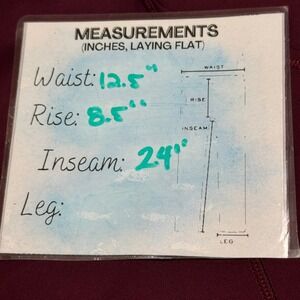 MEASUREMENTS
(INCHES, LAYING FLAT)
Waist: 12.5"
WAIST
Rise: 8.5"
RISE
INSEAM
Inseam: 24"
Leg:
LEG